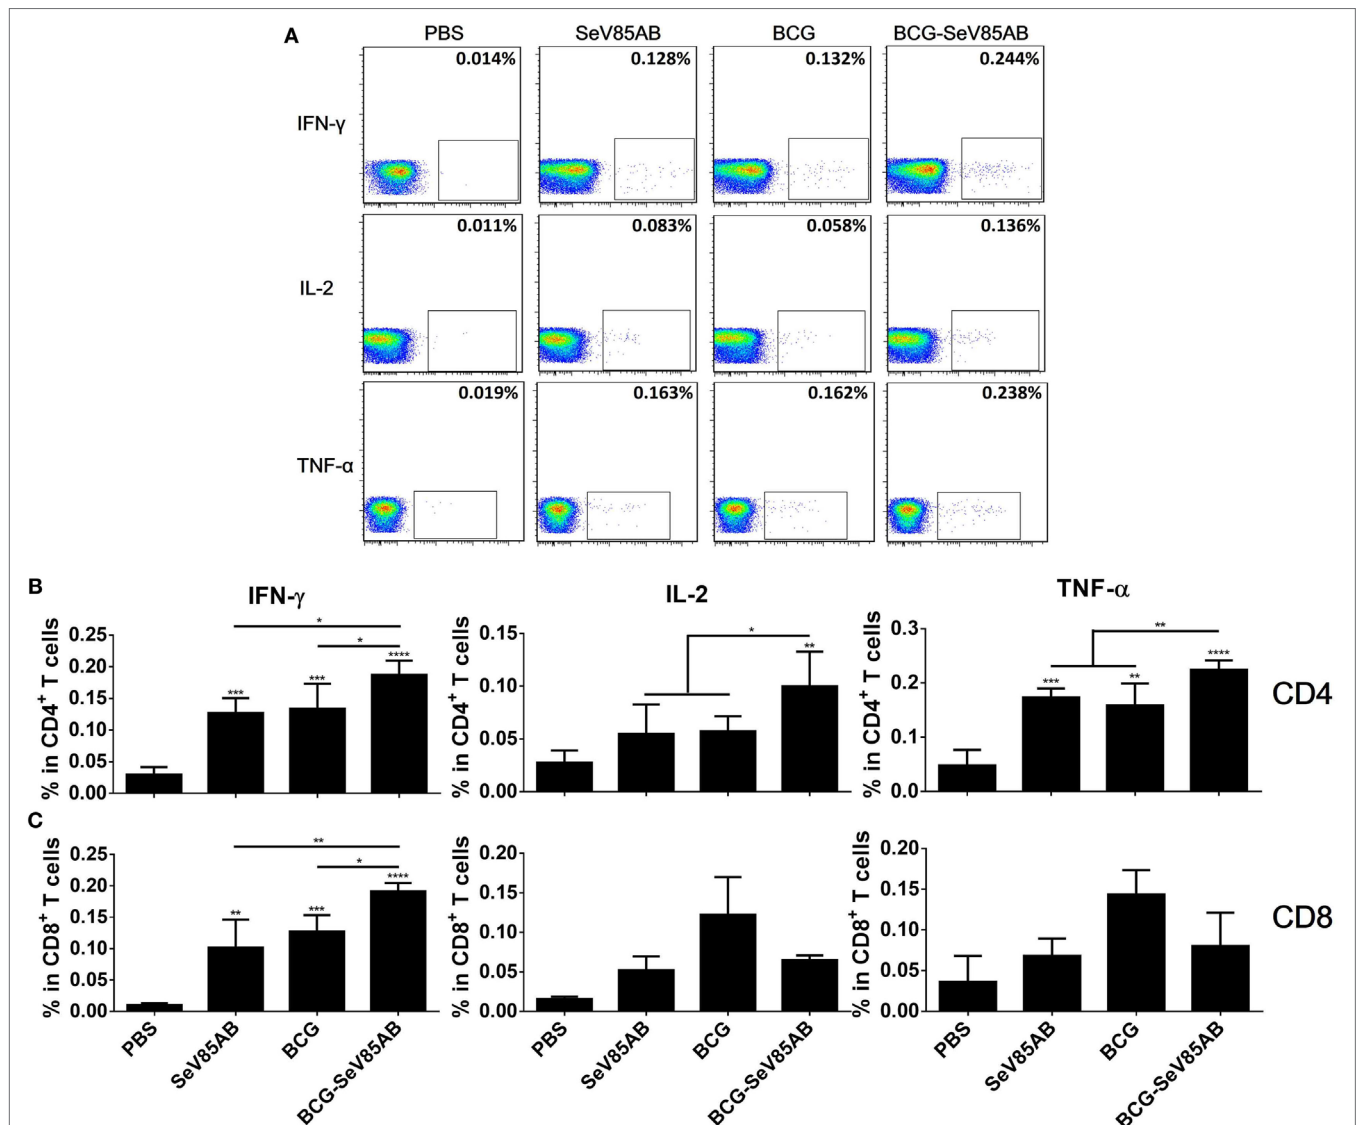 A PBS SeV85AB BCG BCG-SeV85AB
IFN-γ 0.014% 0.128% 0.132% 0.244%
IL-2 0.011% 0.083% 0.058% 0.136%
TNF-α 0.019% 0.163% 0.162% 0.238%
B IFN-γ IL-2 TNF-α
% in CD4+ T cells
0.25
0.20
0.15
0.10
0.05
0.00
*
*
*** *** ****
% in CD4+ T cells
0.15
0.10
0.05
0.00
*
**
% in CD4+ T cells
0.3
0.2
0.1
0.0
**
*** ** ****
CD4
C
% in CD8+ T cells
0.25
0.20
0.15
0.10
0.05
0.00
**
*
** *** ****
PBS SeV85AB BCG BCG-SeV85AB
% in CD8+ T cells
0.20
0.15
0.10
0.05
0.00
PBS SeV85AB BCG BCG-SeV85AB
% in CD8+ T cells
0.20
0.15
0.10
0.05
0.00
PBS SeV85AB BCG BCG-SeV85AB
CD8